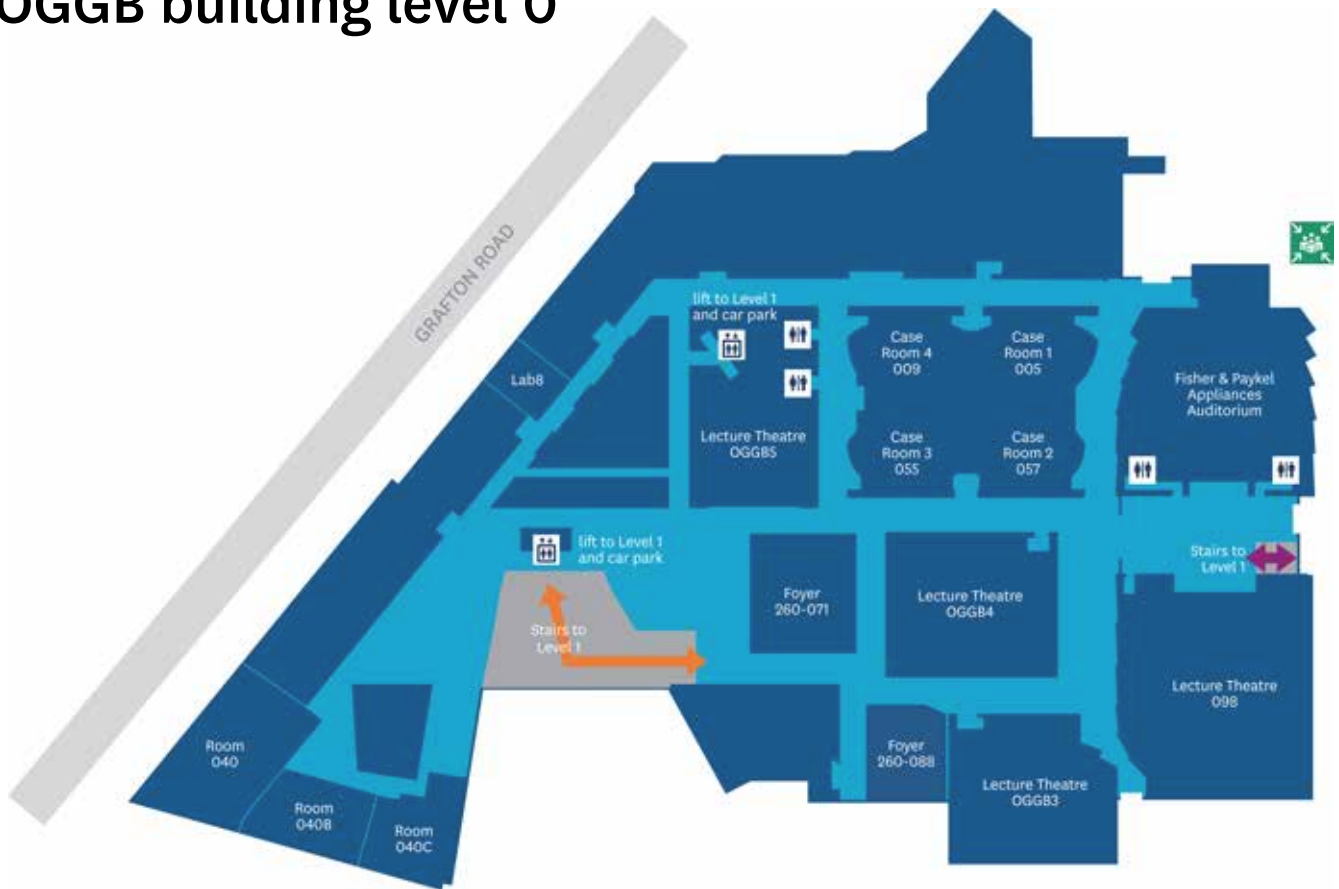 OGGB building level 0
GRAFTON ROAD
lift to Level 1
and car park
Case
Room 4
009
Case
Room 1
005
Lab8
Fisher & Paykel
Appliances
Auditorium
Lecture Theatre
OGGB5
Case
Room 3
055
Case
Room 2
057
lift to Level 1
and car park
Stairs to
Level 1
Foyer
260-071
Lecture Theatre
OGGB4
Stairs to
Level 1
Lecture Theatre
098
Room
040
Foyer
260-088
Lecture Theatre
OGGB3
Room
040B
Room
040C